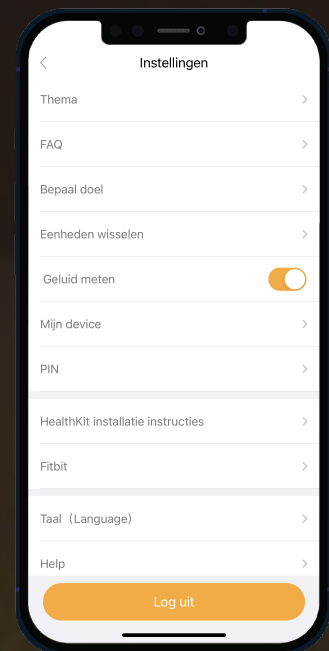 Instellingen
Thema
FAQ
Bepaal doel
Eenheden wisselen
Geluid meten
Mijn device
PIN
HealthKit installatie instructies
Fitbit
Taal（Language）
Help
Log uit